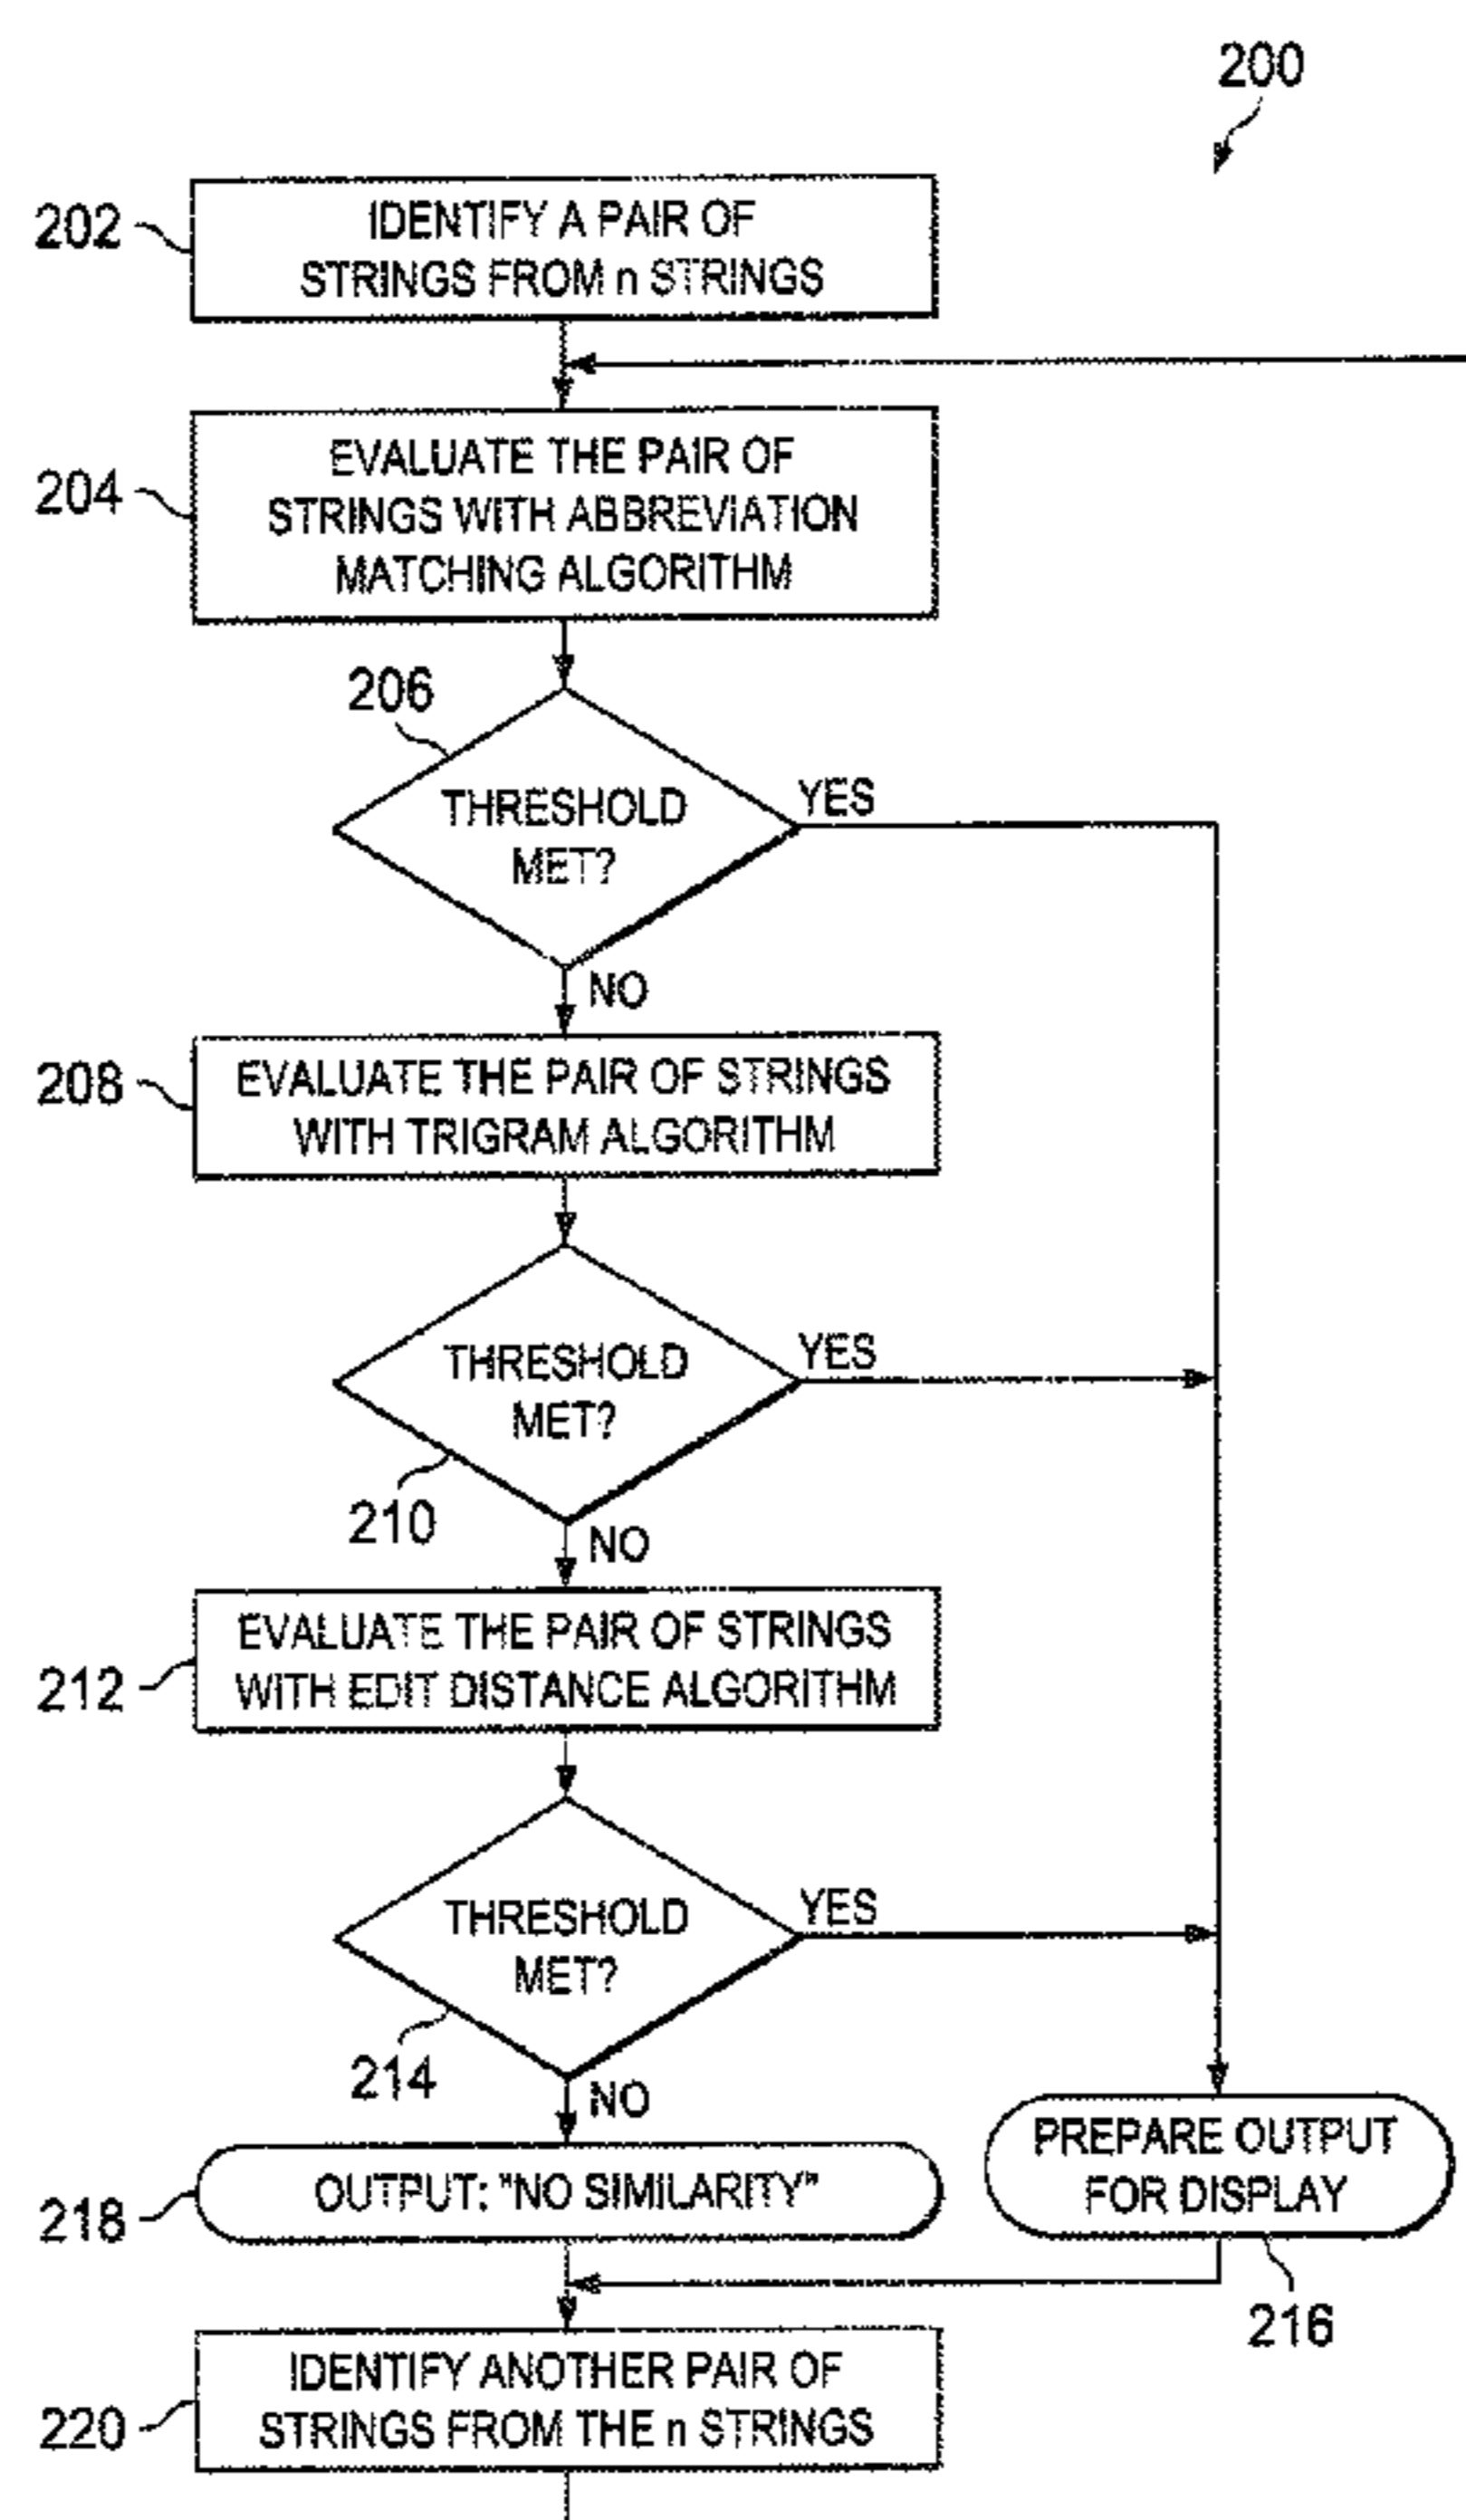 200
202
IDENTIFY A PAIR OF
STRINGS FROM n STRINGS
204
EVALUATE THE PAIR OF
STRINGS WITH ABBREVIATION
MATCHING ALGORITHM
206
THRESHOLD
MET?
YES
NO
208
EVALUATE THE PAIR OF STRINGS
WITH TRIGRAM ALGORITHM
THRESHOLD
MET?
YES
210
NO
212
EVALUATE THE PAIR OF STRINGS
WITH EDIT DISTANCE ALGORITHM
THRESHOLD
MET?
YES
214
NO
218
OUTPUT: "NO SIMILARITY"
PREPARE OUTPUT
FOR DISPLAY
216
220
IDENTIFY ANOTHER PAIR OF
STRINGS FROM THE n STRINGS